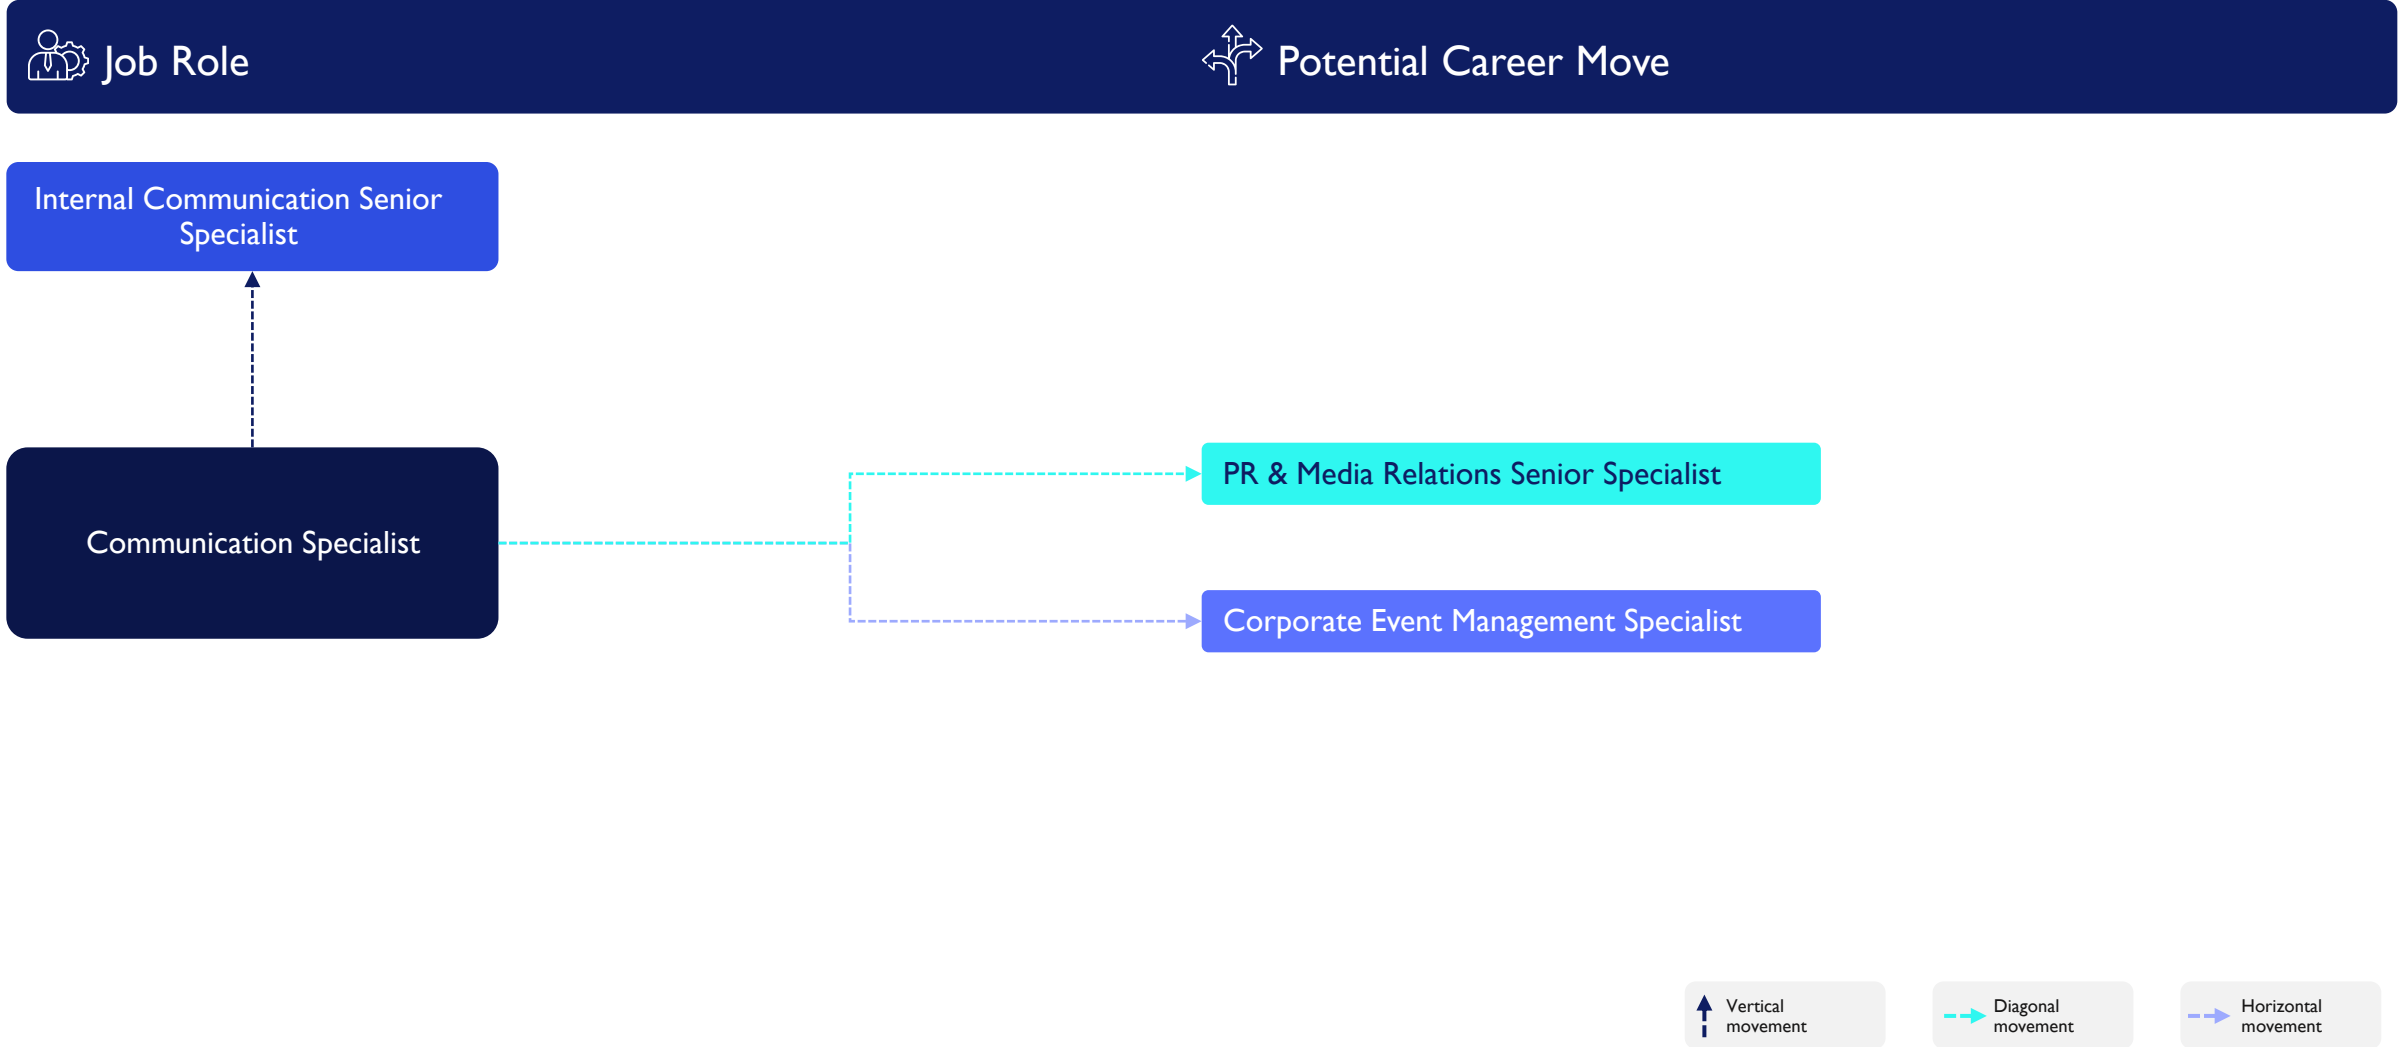 Job Role
Potential Career Move
Internal Communication Senior
Specialist
Communication Specialist
PR & Media Relations Senior Specialist
Corporate Event Management Specialist
Vertical
movement
Diagonal
movement
Horizontal
movement